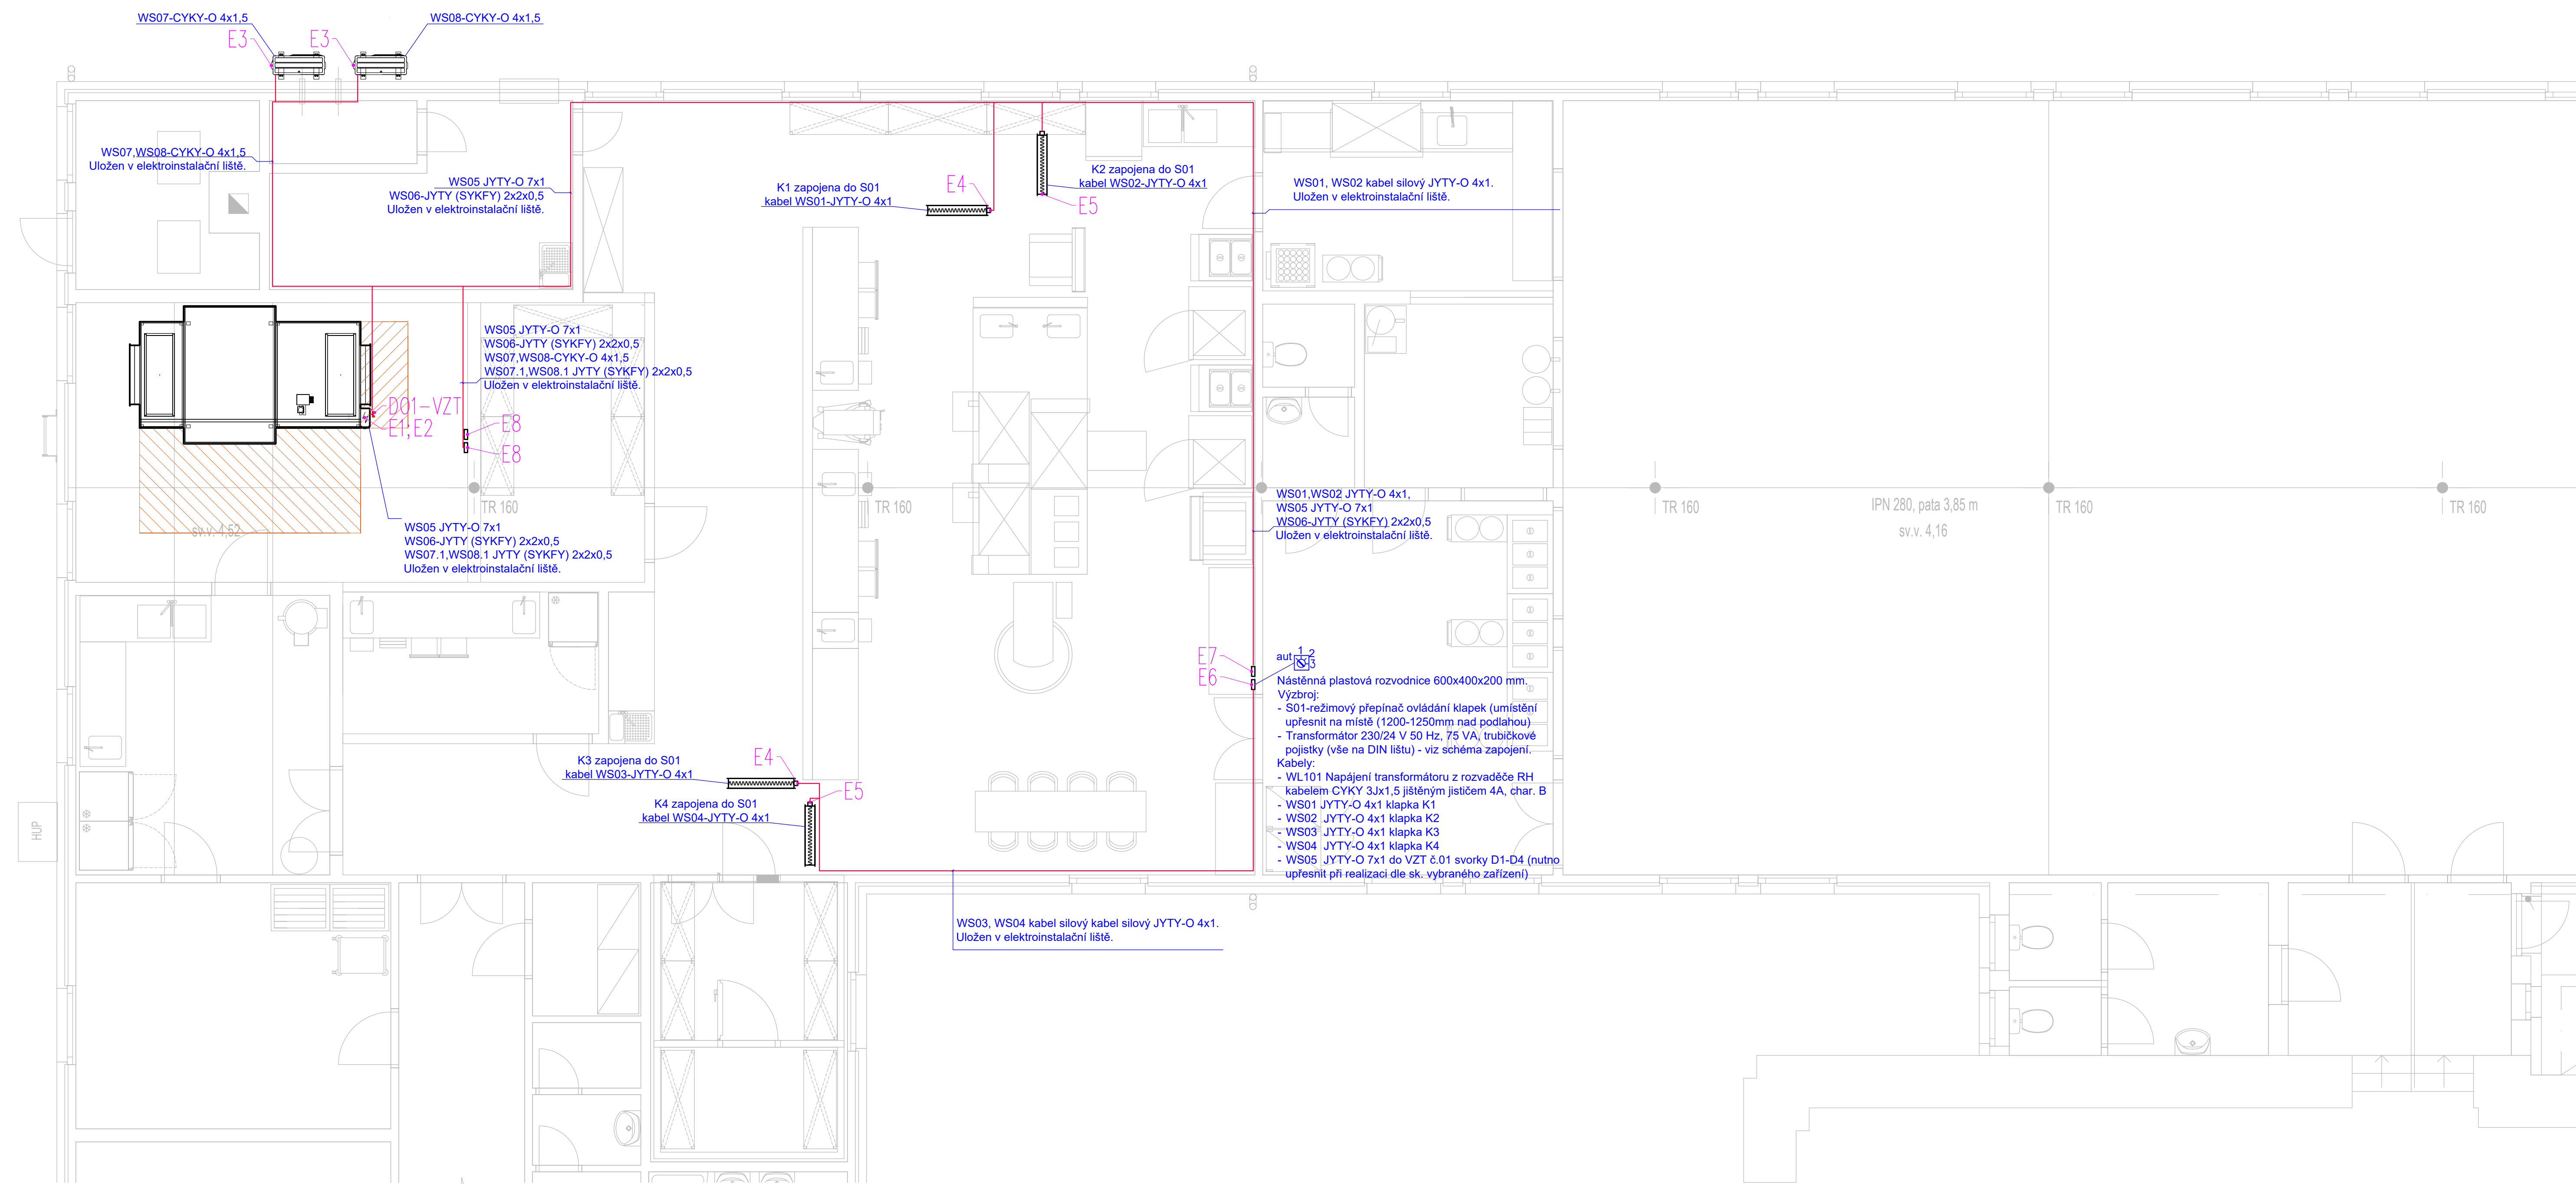 WS07-CYKY-O 4x1,5
WS08-CYKY-O 4x1,5
E3
E3
WS07,WS08-CYKY-O 4x1,5
Uložen v elektroinstalační liště.
WS05 JYTY-O 7x1
WS06-JYTY (SYKFY) 2x2x0,5
Uložen v elektroinstalační liště.
K1 zapojena do S01
kabel WS01-JYTY-O 4x1
E4
K2 zapojena do S01
kabel WS02-JYTY-O 4x1
E5
WS01, WS02 kabel silový JYTY-O 4x1.
Uložen v elektroinstalační liště.
WS05 JYTY-O 7x1
WS06-JYTY (SYKFY) 2x2x0,5
WS07,WS08-CYKY-O 4x1,5
WS07.1,WS08.1 JYTY (SYKFY) 2x2x0,5
Uložen v elektroinstalační liště.
D01-VZT
E1,E2
E8
E8
TR 160
TR 160
TR 160
IPN 280, pata 3,85 m
sv.v. 4,16
TR 160
TR 160
sv.v. 4,52
WS05 JYTY-O 7x1
WS06-JYTY (SYKFY) 2x2x0,5
WS07.1,WS08.1 JYTY (SYKFY) 2x2x0,5
Uložen v elektroinstalační liště.
WS01,WS02 JYTY-O 4x1,
WS05 JYTY-O 7x1
WS06-JYTY (SYKFY) 2x2x0,5
Uložen v elektroinstalační liště.
E7
E6
aut
1
2
3
Nástěnná plastová rozvodnice 600x400x200 mm.
Výzbroj:
- S01-režimový přepínač ovládání klapek (umístění
upřesnit na místě (1200-1250mm nad podlahou)
- Transformátor 230/24 V 50 Hz, 75 VA, trubičkové
pojistky (vše na DIN lištu) - viz schéma zapojení.
Kabely:
- WL101 Napájení transformátoru z rozvaděče RH
kabelem CYKY 3Jx1,5 jištěným jističem 4A, char. B
- WS01 JYTY-O 4x1 klapka K1
- WS02 JYTY-O 4x1 klapka K2
- WS03 JYTY-O 4x1 klapka K3
- WS04 JYTY-O 4x1 klapka K4
- WS05 JYTY-O 7x1 do VZT č.01 svorky D1-D4 (nutno
upřesnit při realizaci dle sk. vybraného zařízení)
K3 zapojena do S01
kabel WS03-JYTY-O 4x1
E4
E5
K4 zapojena do S01
kabel WS04-JYTY-O 4x1
HUP
WS03, WS04 kabel silový kabel silový JYTY-O 4x1.
Uložen v elektroinstalační liště.